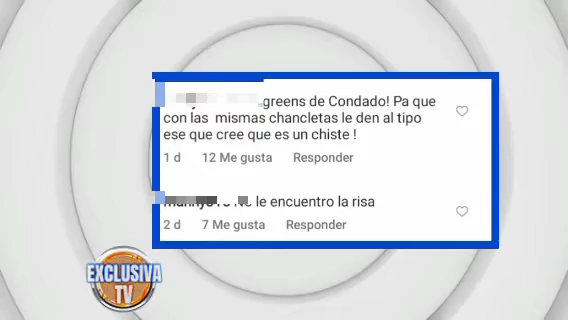 greens de Condado! Pa que
con las mismas chancletas le den al tipo
ese que cree que es un chiste !
1 d 12 Me gusta Responder
le encuentro la risa
2 d 7 Me gusta Responder
EXCLUSIVA
TV